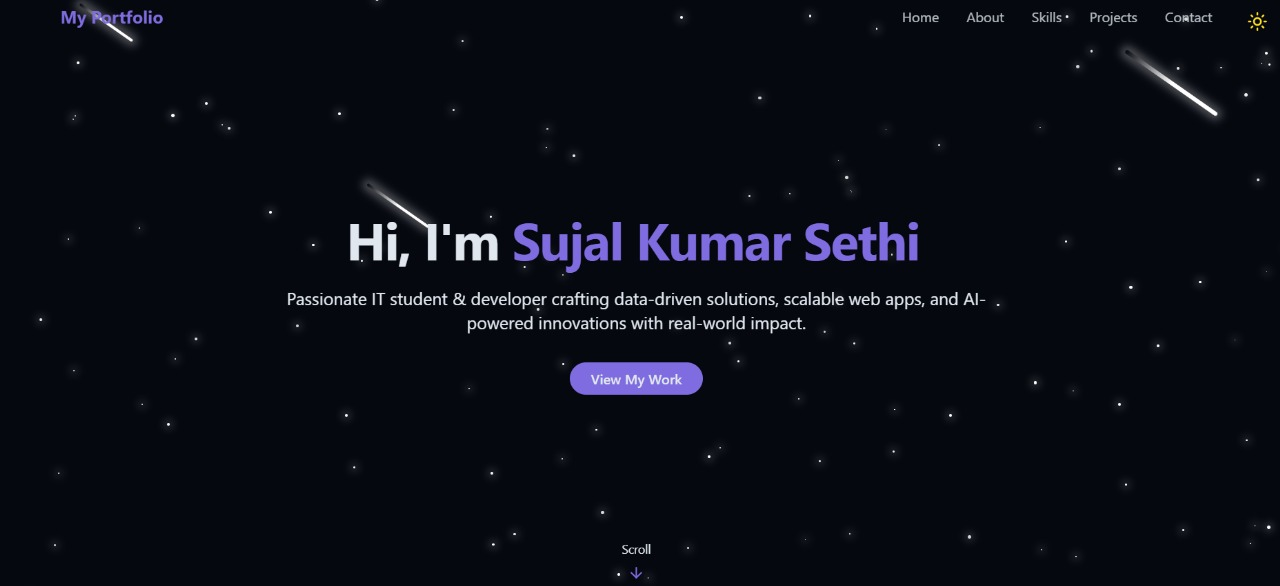 My Portfolio
Home About Skills Projects Contact
Hi, I'm Sujal Kumar Sethi
Passionate IT student & developer crafting data-driven solutions, scalable web apps, and AI-
powered innovations with real-world impact.
View My Work
Scroll